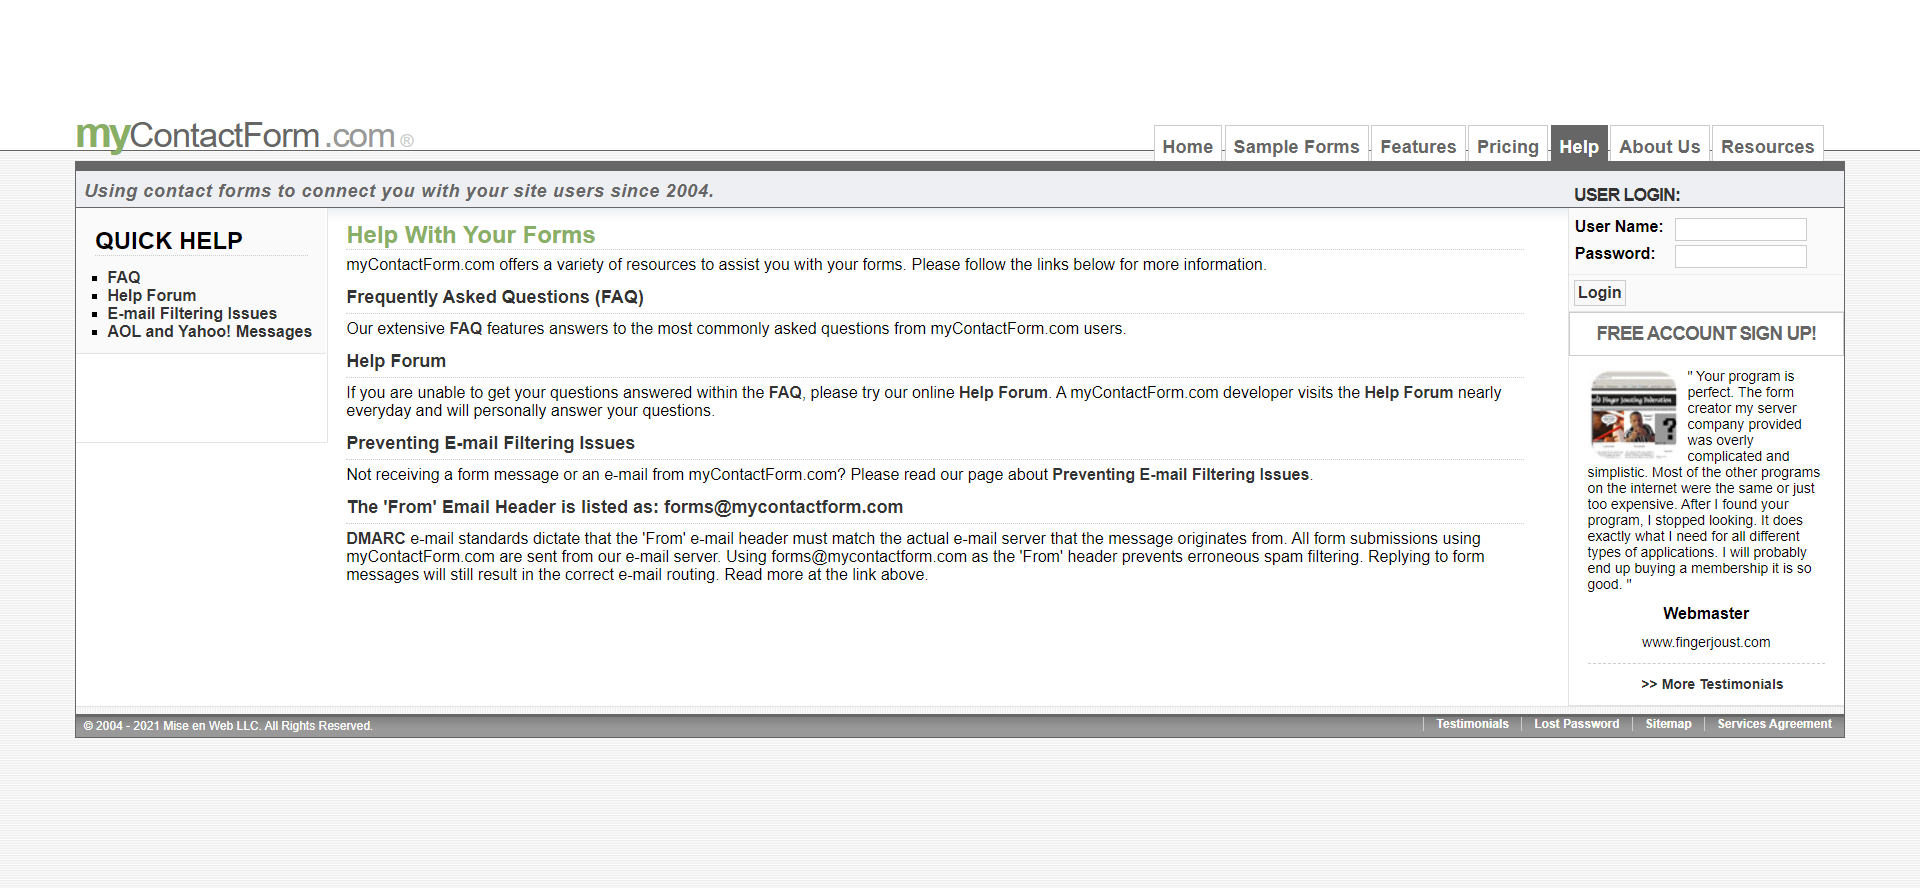 myContactForm.com®
Home
Sample Forms
Features
Pricing
Help
About Us
Resources
Using contact forms to connect you with your site users since 2004.
USER LOGIN:
QUICK HELP
FAQ
Help Forum
E-mail Filtering Issues
AOL and Yahoo! Messages
Help With Your Forms
myContactForm.com offers a variety of resources to assist you with your forms. Please follow the links below for more information.
Frequently Asked Questions (FAQ)
Our extensive FAQ features answers to the most commonly asked questions from myContactForm.com users.
Help Forum
If you are unable to get your questions answered within the FAQ, please try our online Help Forum. A myContactForm.com developer visits the Help Forum nearly
everyday and will personally answer your questions.
Preventing E-mail Filtering Issues
Not receiving a form message or an e-mail from myContactForm.com? Please read our page about Preventing E-mail Filtering Issues.
The 'From' Email Header is listed as: forms@mycontactform.com
DMARC e-mail standards dictate that the 'From' e-mail header must match the actual e-mail server that the message originates from. All form submissions using
myContactForm.com are sent from our e-mail server. Using forms@mycontactform.com as the 'From' header prevents erroneous spam filtering. Replying to form
messages will still result in the correct e-mail routing. Read more at the link above.
User Name:
Password:
Login
FREE ACCOUNT SIGN UP!
" Your program is
perfect. The form
creator my server
company provided
was overly
complicated and
simplistic. Most of the other programs
on the internet were the same or just
too expensive. After I found your
program, I stopped looking. It does
exactly what I need for all different
types of applications. I will probably
end up buying a membership it is so
good. "
Webmaster
www.fingerjoust.com
>> More Testimonials
© 2004 - 2021 Mise en Web LLC. All Rights Reserved.
Testimonials
Lost Password
Sitemap
Services Agreement